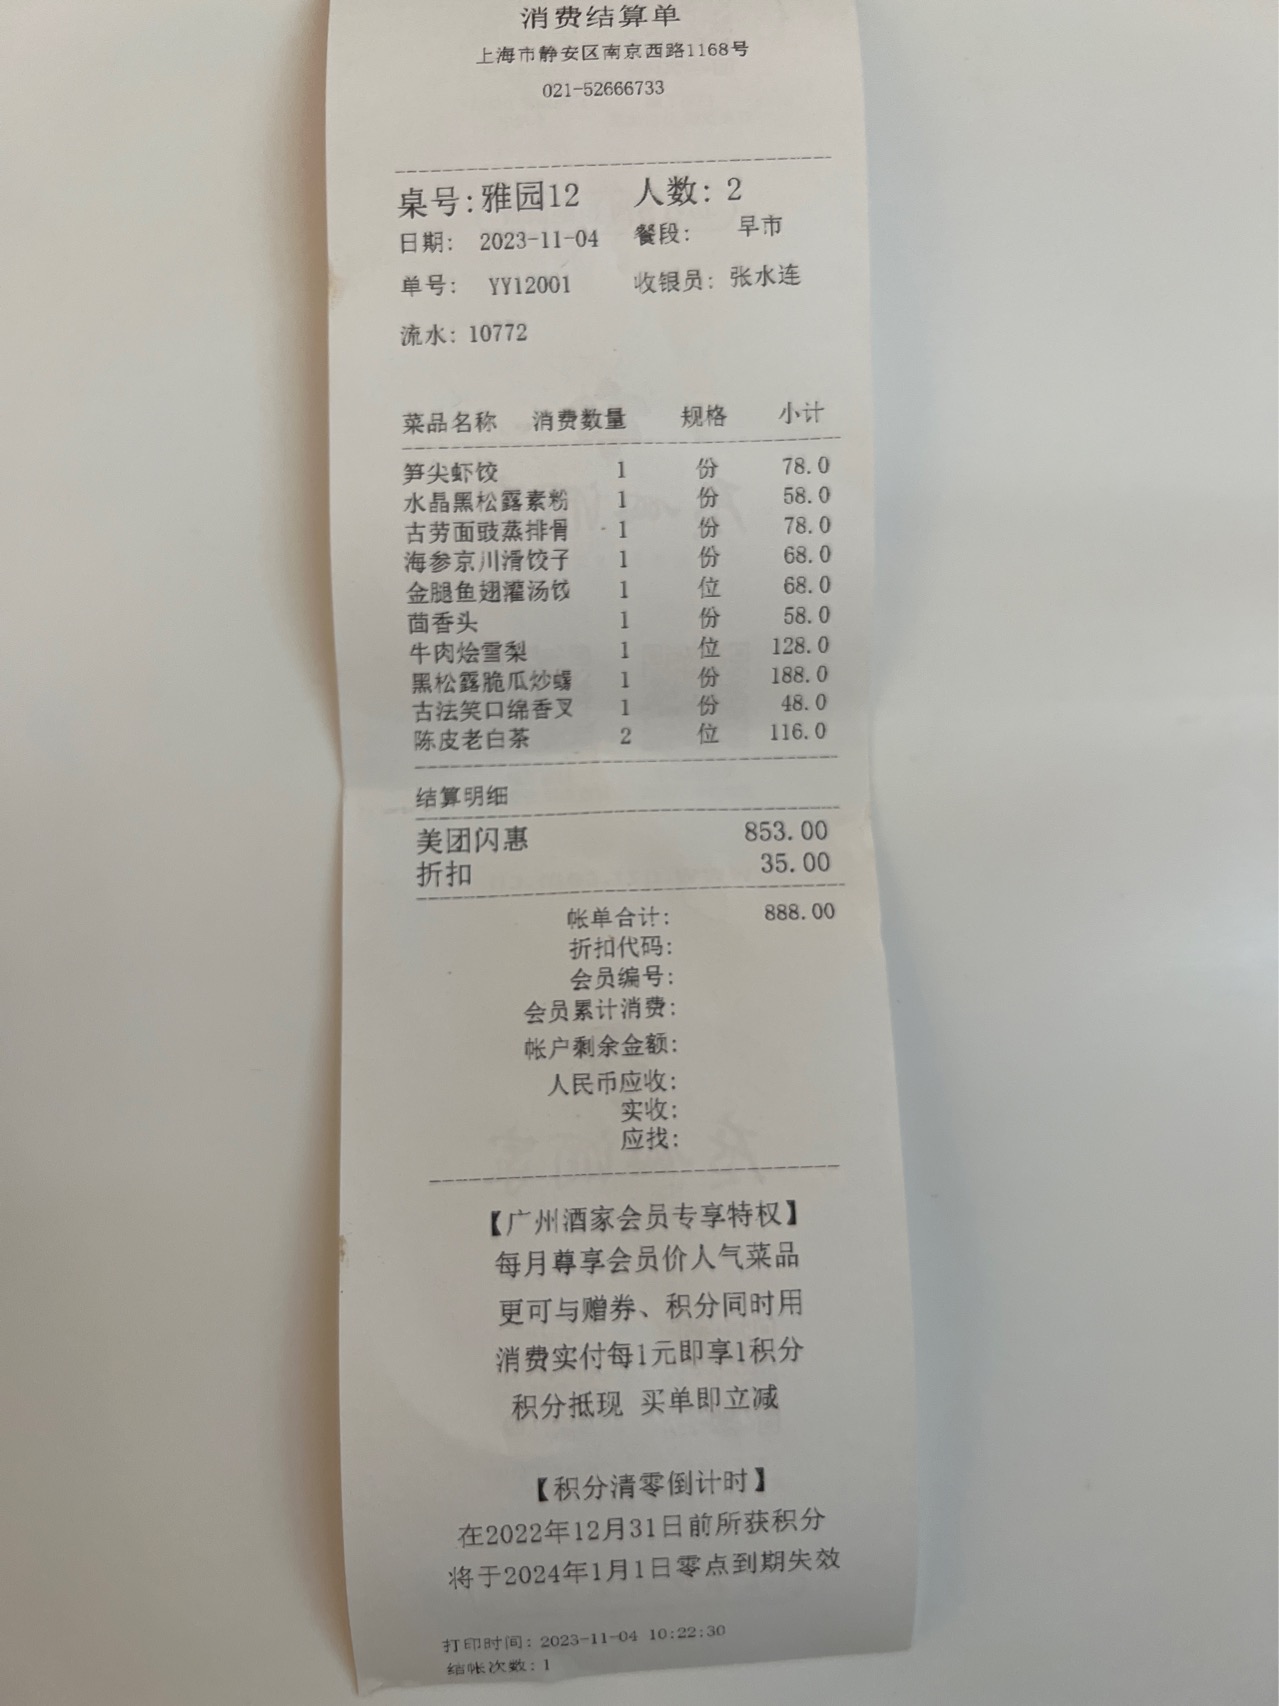 消费结算单
上海市静安区南京西路1168号
021-52666733
桌号:雅园12 人数: 2
日期: 2023-11-04 餐段: 早市
单号: YY12001 收银员: 张水连
流水: 10772
菜品名称 消费数量 规格 小计
笋尖虾饺 1 份 78.0
水晶黑松露素粉 1 份 58.0
古劳面豉蒸排骨 1 份 78.0
海参京川滑饺子 1 份 68.0
金腿鱼翅灌汤饺 1 位 68.0
茴香头 1 份 58.0
牛肉烩雪梨 1 位 128.0
黑松露脆瓜炒螺 1 份 188.0
古法笑口绵香叉 1 份 48.0
陈皮老白茶 2 位 116.0
结算明细
美团闪惠 853.00
折扣 35.00
帐单合计: 888.00
折扣代码:
会员编号:
会员累计消费:
帐户剩余金额:
人民币应收:
实收:
应找:
【广州酒家会员专享特权】
每月尊享会员价人气菜品
更可与赠券、积分同时用
消费实付每1元即享1积分
积分抵现 买单即立减
【积分清零倒计时】
在2022年12月31日前所获积分
将于2024年1月1日零点到期失效
打印时间: 2023-11-04 10:22:30
结帐次数: 1